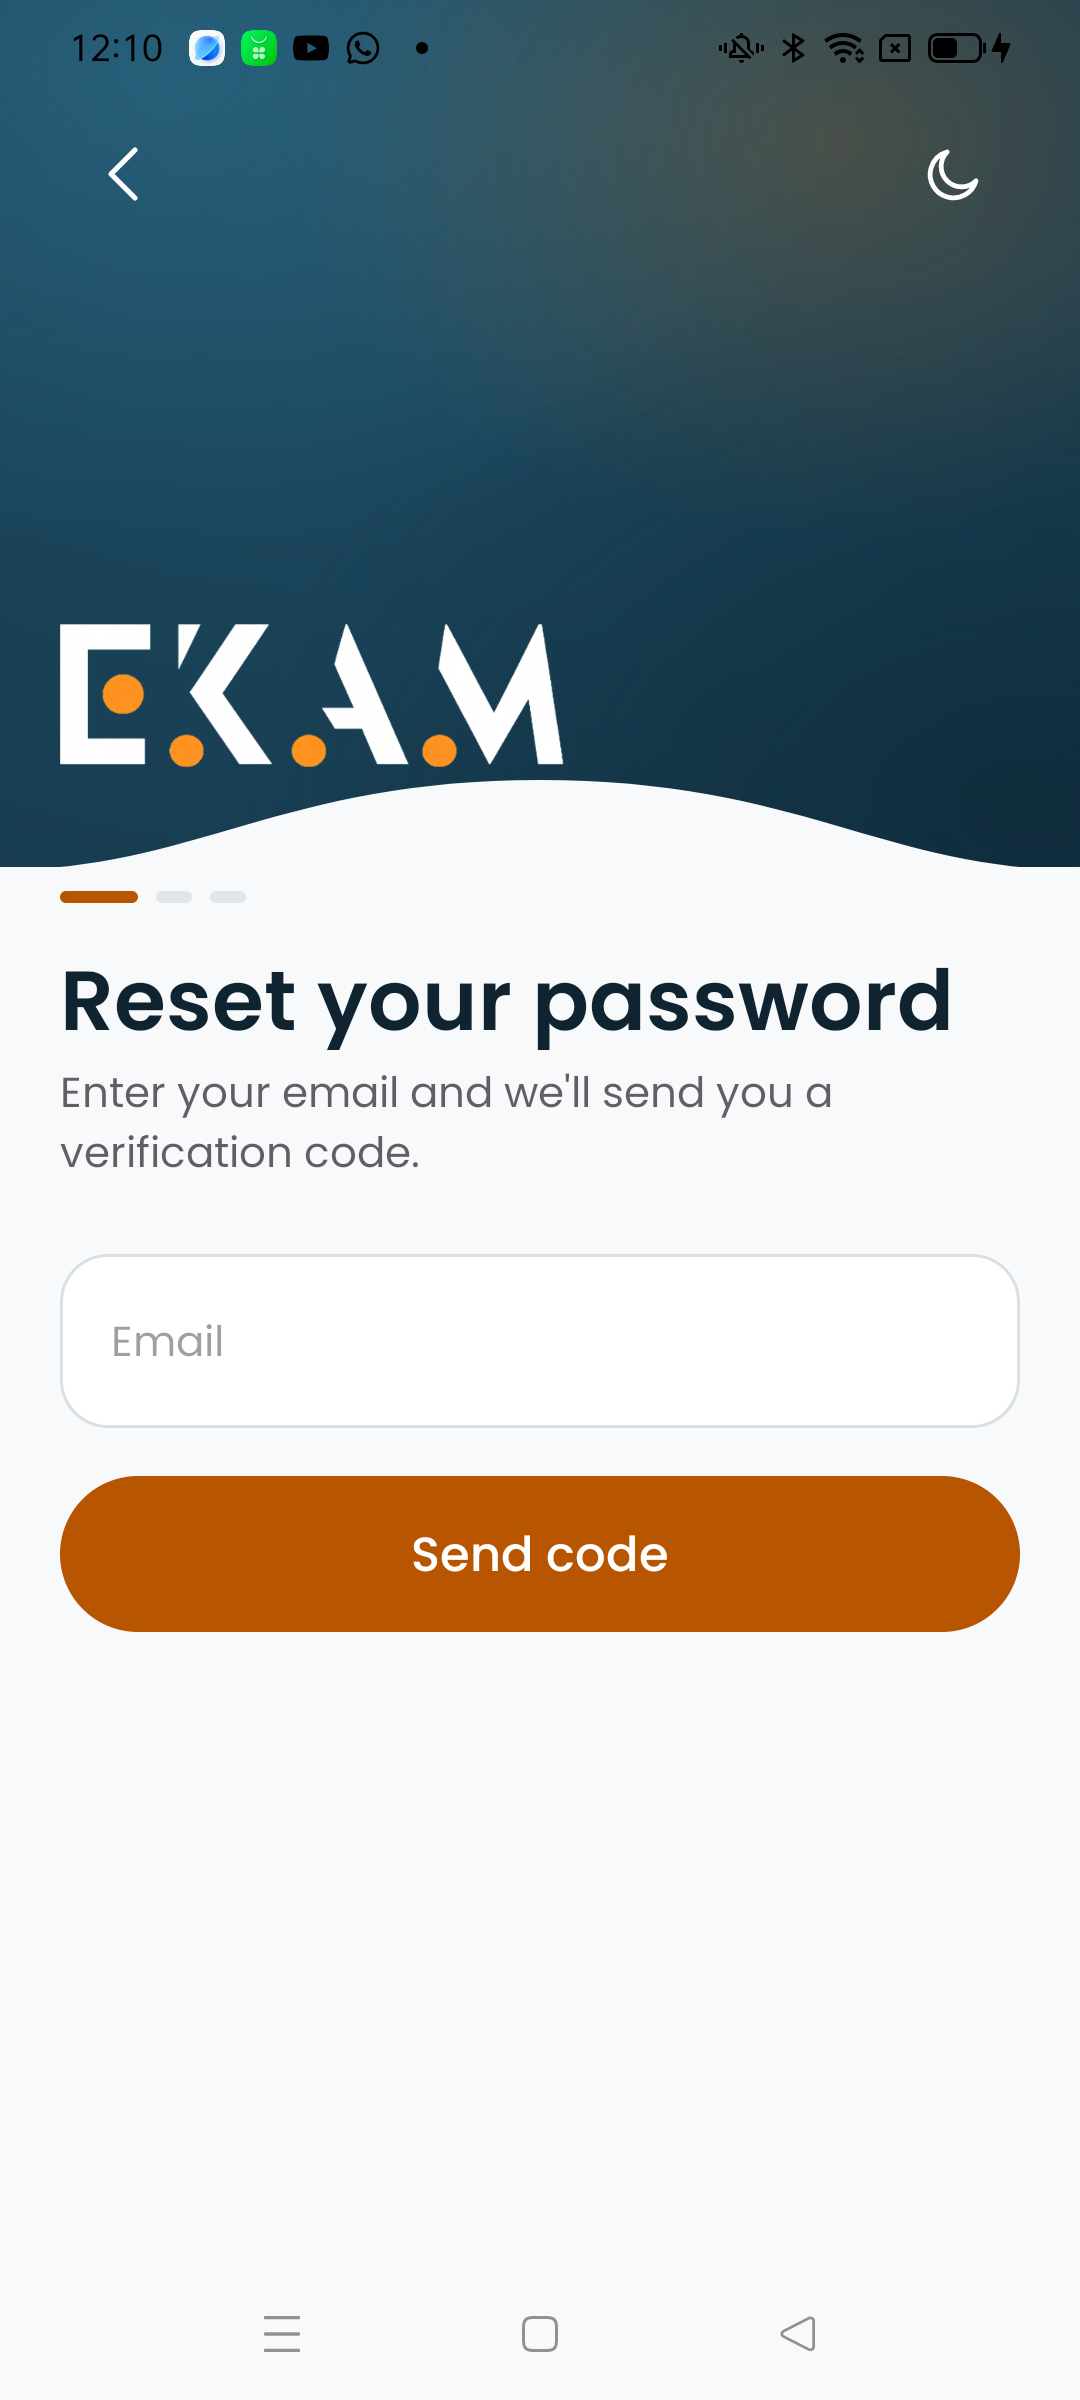 12:10
EKAM
Reset your password
Enter your email and we'll send you a
verification code.
Email
Send code